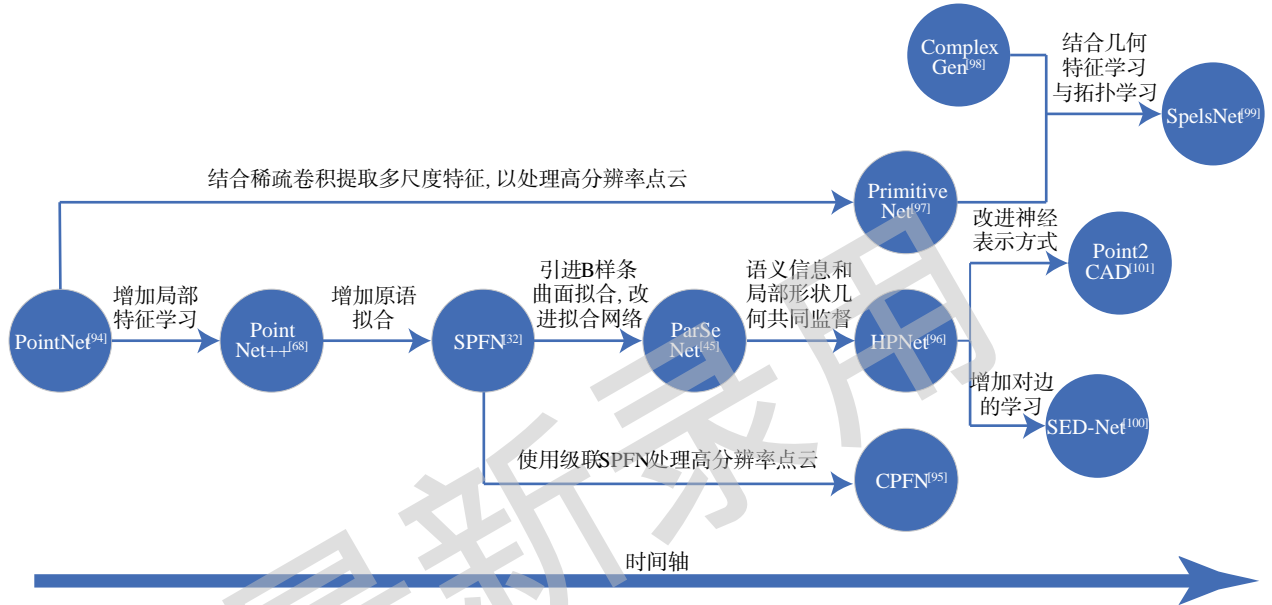 Complex
Gen[98]
结合几何
特征学习
与拓扑学习
SpelsNet[99]
结合稀疏卷积提取多尺度特征, 以处理高分辨率点云
Primitive
Net[97]
改进神经
表示方式
Point2
CAD[101]
PointNet[94]
增加局部
特征学习
Point
Net++[68]
增加原语
拟合
SPFN[32]
引进B样条
曲面拟合, 改
进拟合网络
ParSe
Net[45]
语义信息和
局部形状几
何共同监督
HPNet[96]
增加对边
的学习
SED-Net[100]
使用级联SPFN处理高分辨率点云
CPFN[95]
时间轴
最新录用